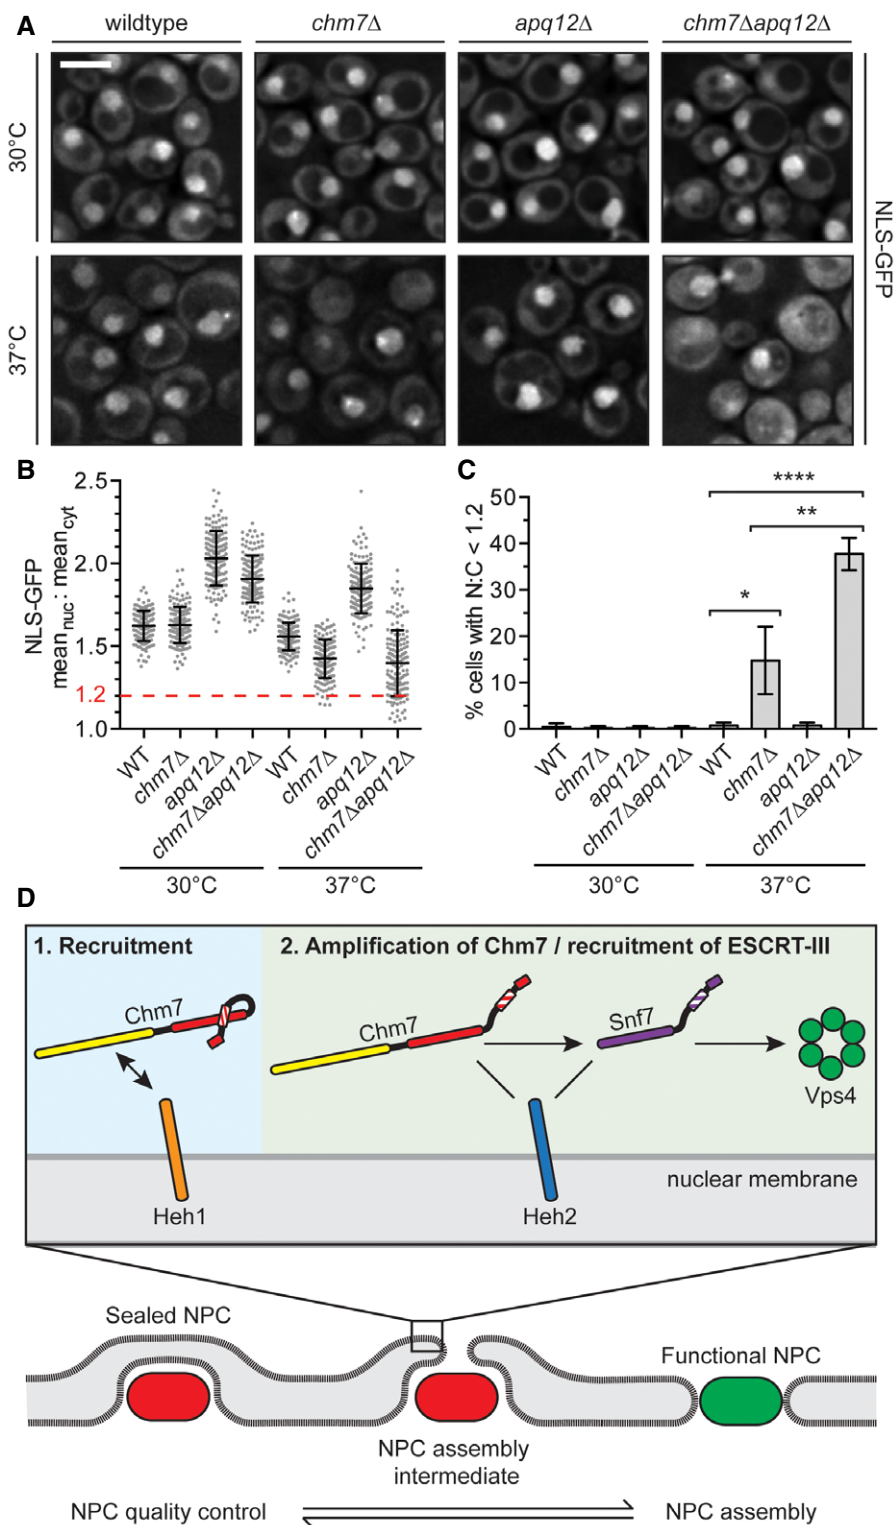 A
wildtype
chm7Δ
apq12Δ
chm7Δapq12Δ
30°C
37°C
NLS-GFP
B
NLS-GFP
mean nuc : mean cyt
2.5
2.0
1.5
1.2
1.0
WT
chm7Δ
apq12Δ
chm7Δapq12Δ
WT
chm7Δ
apq12Δ
chm7Δapq12Δ
30°C
37°C
C
% cells with N:C < 1.2
50
40
30
20
10
0
****
**
*
WT
chm7Δ
apq12Δ
chm7Δapq12Δ
WT
chm7Δ
apq12Δ
chm7Δapq12Δ
30°C
37°C
D
1. Recruitment
2. Amplification of Chm7 / recruitment of ESCRT-III
Chm7
Chm7
Snf7
Vps4
nuclear membrane
Heh1
Heh2
Sealed NPC
Functional NPC
NPC assembly
intermediate
NPC quality control
NPC assembly